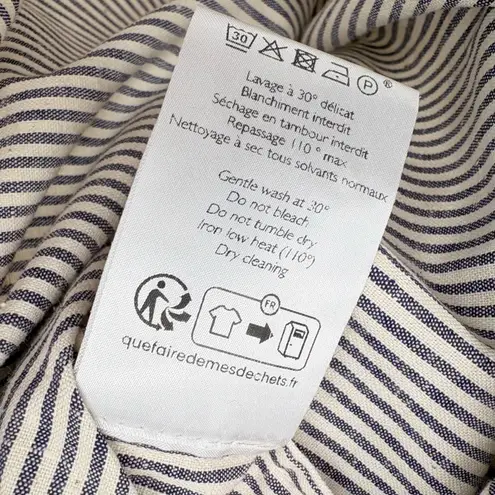 30 P
Lavage à 30° délicat
Blanchiment interdit
Séchage en tambour interdit
Repassage 110° max
Nettoyage à sec tous solvants normaux
Gentle wash at 30°
Do not bleach
Do not tumble dry
Iron low heat (110°)
Dry cleaning
FR
quefairedemesdechets.fr